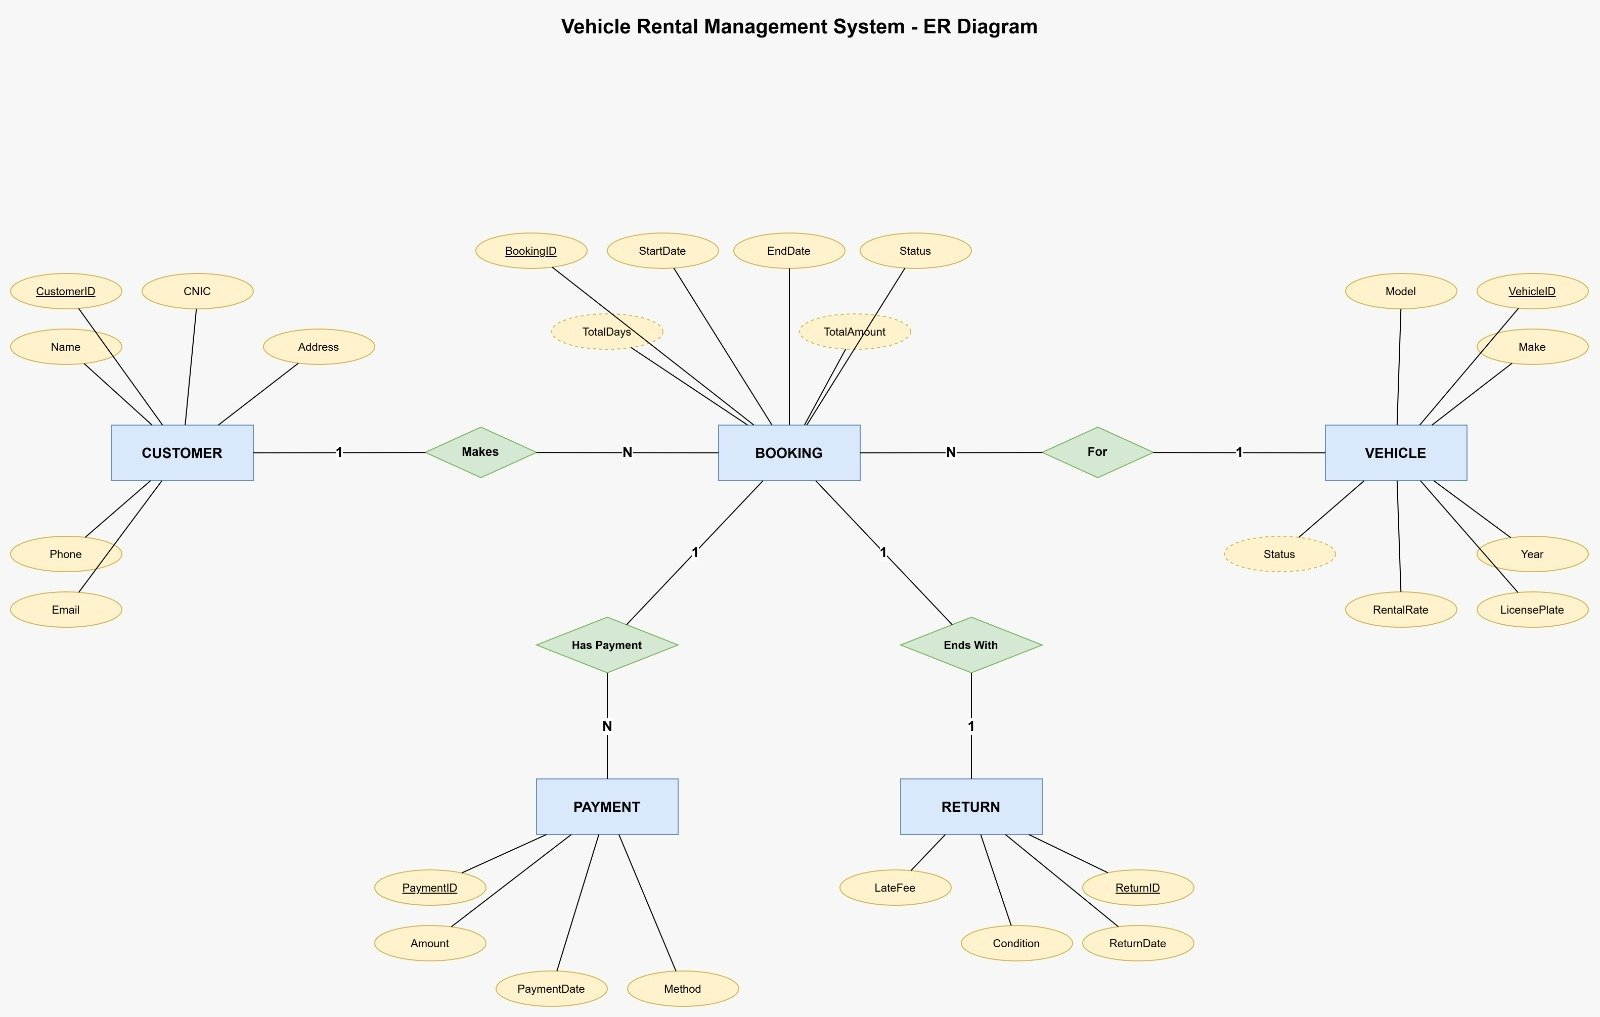 Vehicle Rental Management System - ER Diagram
BookingID
StartDate
EndDate
Status
CustomerID
CNIC
Model
VehicleID
TotalDays
TotalAmount
Name
Address
Make
CUSTOMER
1
Makes
N
BOOKING
N
For
1
VEHICLE
Phone
1
1
Status
Year
Email
RentalRate
LicensePlate
Has Payment
Ends With
N
1
PAYMENT
RETURN
PaymentID
LateFee
ReturnID
Amount
Condition
ReturnDate
PaymentDate
Method